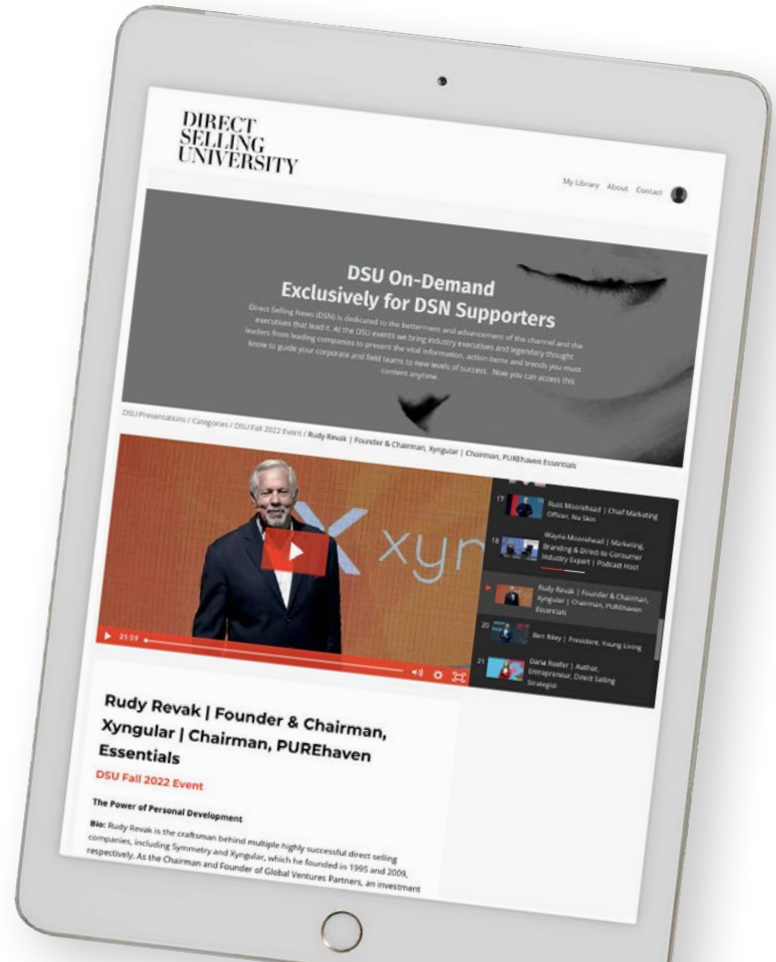 DIRECT
SELLING
UNIVERSITY
My Library About Contact
DSU On-Demand
Exclusively for DSN Supporters
Direct Selling News (DSN) is dedicated to the betterment and advancement of the channel and the
executives that lead it. At the DSU events we bring industry executives and legendary thought
leaders from leading companies to present the vital information, action items and trends you must
know to guide your corporate and field teams to new levels of success. Now you can access this
content anytime.
DSU Presentations / Categories / DSU Fall 2022 Event / Rudy Revak | Founder & Chairman, Xyngular | Chairman, PUREhaven Essentials
X xyn
21:59
17 Russ Moorehead | Chief Marketing
Officer, Nu Skin
18 Wayne Moorehead | Marketing,
Branding & Direct-to-Consumer
Industry Expert | Podcast Host
Rudy Revak | Founder & Chairman,
Xyngular | Chairman, PUREhaven
Essentials
20 Ben Riley | President, Young Living
21 Dana Roefer | Author,
Entrepreneur, Direct Selling
Strategist
Rudy Revak | Founder & Chairman,
Xyngular | Chairman, PUREhaven
Essentials
DSU Fall 2022 Event
The Power of Personal Development
Bio: Rudy Revak is the craftsman behind multiple highly successful direct selling
companies, including Symmetry and Xyngular, which he founded in 1995 and 2009,
respectively. As the Chairman and Founder of Global Ventures Partners, an investment